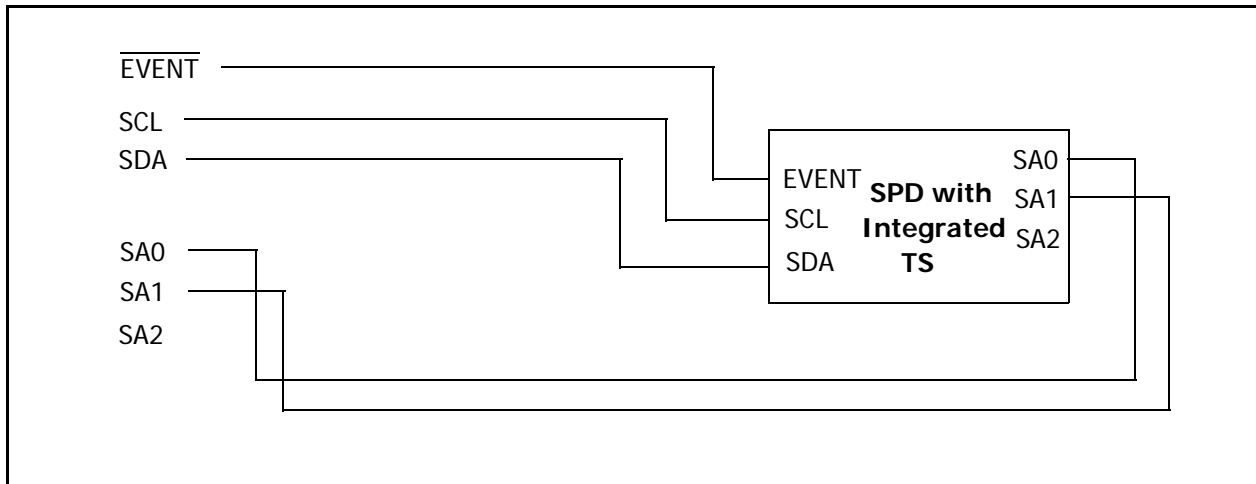 EVENT
SCL
SDA
SA0
SA1
SA2
EVENT
SCL
SDA
SPD with
Integrated
TS
SA0
SA1
SA2